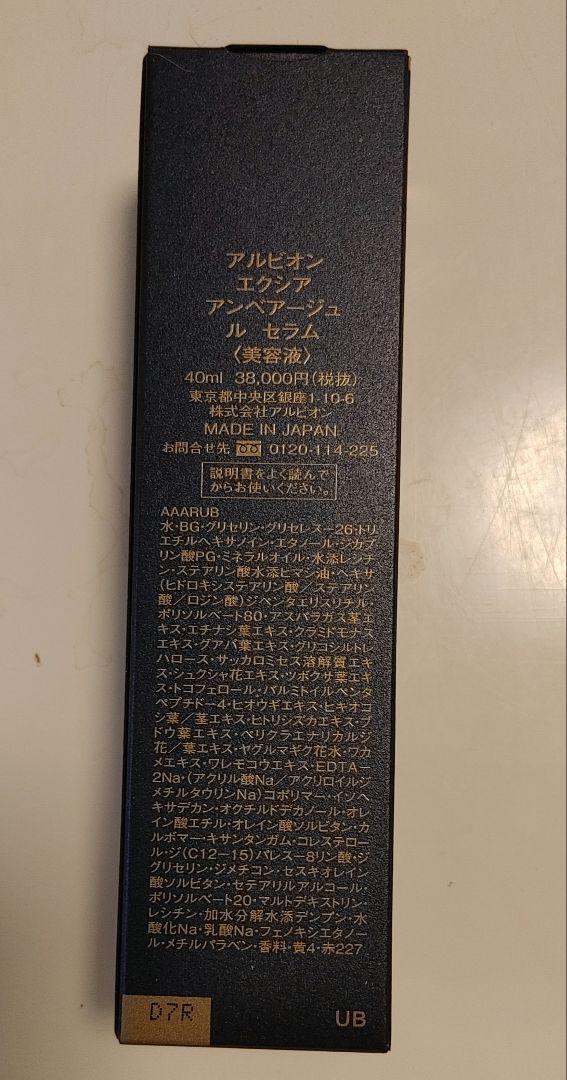 アルビオン
エクシア
アンベアージュ
ル セラム
〈美容液〉
40ml 38,000円(税抜)
東京都中央区銀座1-10-6
株式会社アルビオン
MADE IN JAPAN
お問合せ先 0120-114-225
説明書をよく読んで
からお使いください。
AAARUB
水・BG・グリセリン・グリセレス－26・トリ
エチルヘキサノイン・エタノール・ジカプ
リン酸PG・ミネラルオイル・水添レシチ
ン・ステアリン酸水添ヒマシ油・ヘキサ
(ヒドロキシステアリン酸／ステアリン
酸／ロジン酸)ジペンタエリスリチル・
ポリソルベート80・アスパラガス茎エ
キス・エチナシ葉エキス・クラミドモナス
エキス・グアバ葉エキス・グリコシルトレ
ハロース・サッカロミセス溶解質エキ
ス・シュクシャ花エキス・ツボクサ葉エキ
ス・トコフェロール・パルミトイルペンタ
ペプチド－4・ヒオウギエキス・ヒキオコ
シ葉／茎エキス・ヒトリシズカエキス・ブ
ドウ葉エキス・ペリクラエナリカルジ
花／葉エキス・ヤグルマギク花水・ワカ
メエキス・ワレモコウエキス・EDTA－
2Na・(アクリル酸Na／アクリロイルジ
メチルタウリンNa)コポリマー・イソヘ
キサデカン・オクチルドデカノール・オレ
イン酸エチル・オレイン酸ソルビタン・カ
ルボマー・キサンタンガム・コレステロー
ル・ジ(C12－15)パレス－8リン酸・ジ
グリセリン・ジメチコン・セスキオレイン
酸ソルビタン・セテアリルアルコール・
ポリソルベート20・マルトデキストリン・
レシチン・加水分解水添デンプン・水
酸化Na・乳酸Na・フェノキシエタノー
ル・メチルパラベン・香料・黄4・赤227
D7R
UB